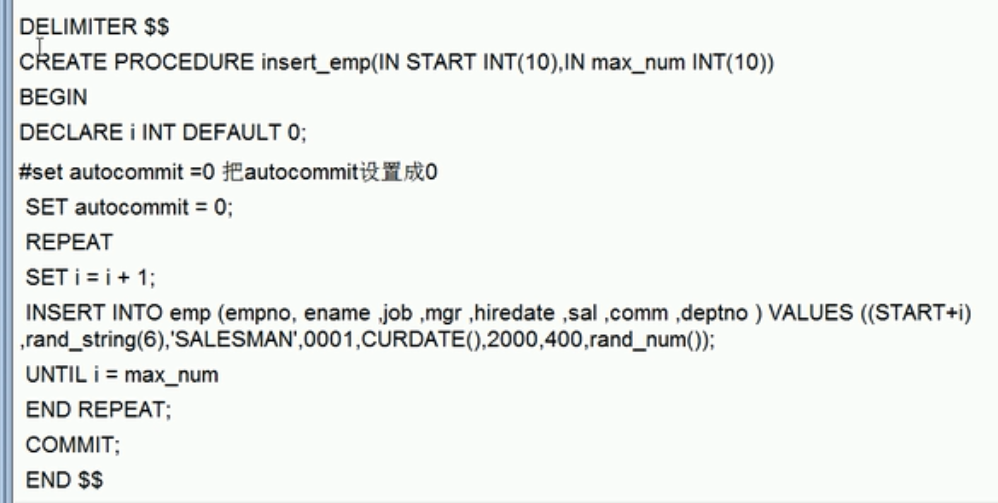 DELIMITER $$
CREATE PROCEDURE insert_emp(IN START INT(10),IN max_num INT(10))
BEGIN
DECLARE i INT DEFAULT 0;
#set autocommit =0 把autocommit设置成0
SET autocommit = 0;
REPEAT
SET i = i + 1;
INSERT INTO emp (empno, ename ,job ,mgr ,hiredate ,sal ,comm ,deptno ) VALUES ((START+i)
,rand_string(6),'SALESMAN',0001,CURDATE(),2000,400,rand_num());
UNTIL i = max_num
END REPEAT;
COMMIT;
END $$